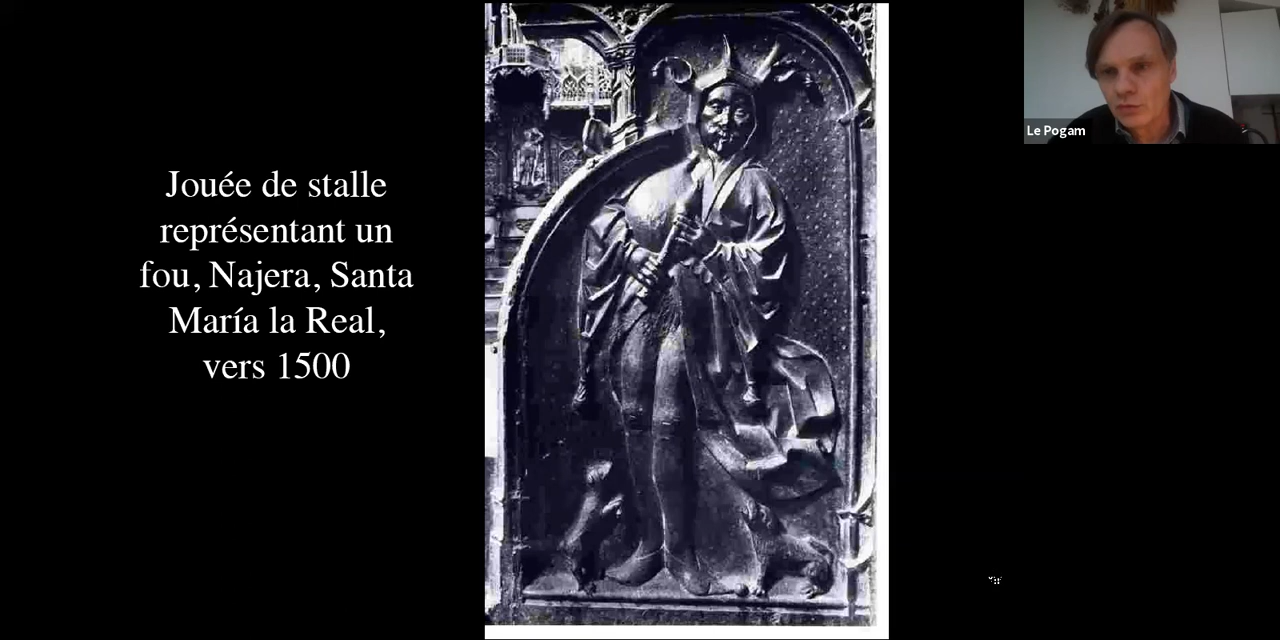 Jouée de stalle
représentant un
fou, Najera, Santa
María la Real,
vers 1500
Le Pogam